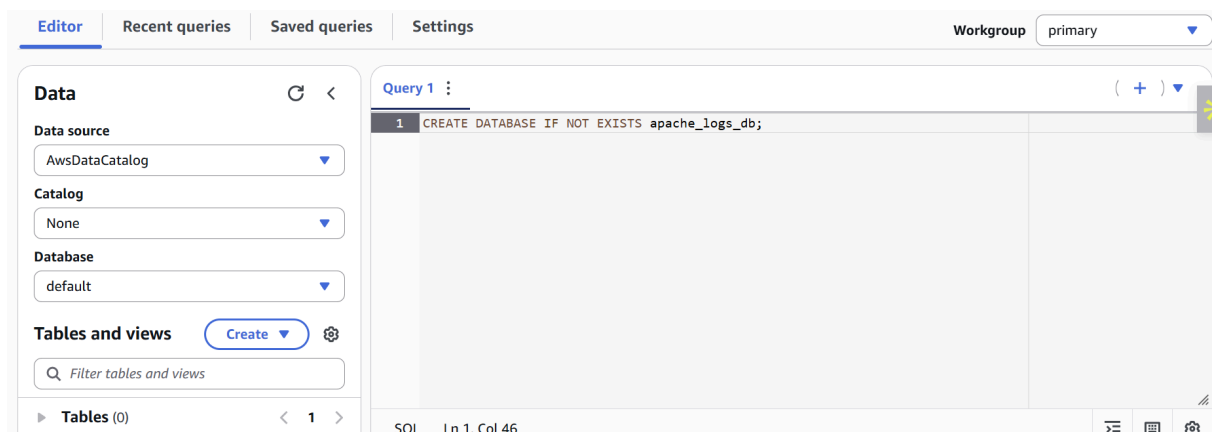 Editor Recent queries Saved queries Settings
Workgroup primary
Data
Data source
AwsDataCatalog
Catalog
None
Database
default
Tables and views Create
Filter tables and views
Tables (0) 1
Query 1
1 CREATE DATABASE IF NOT EXISTS apache_logs_db;
SQL Ln 1, Col 46